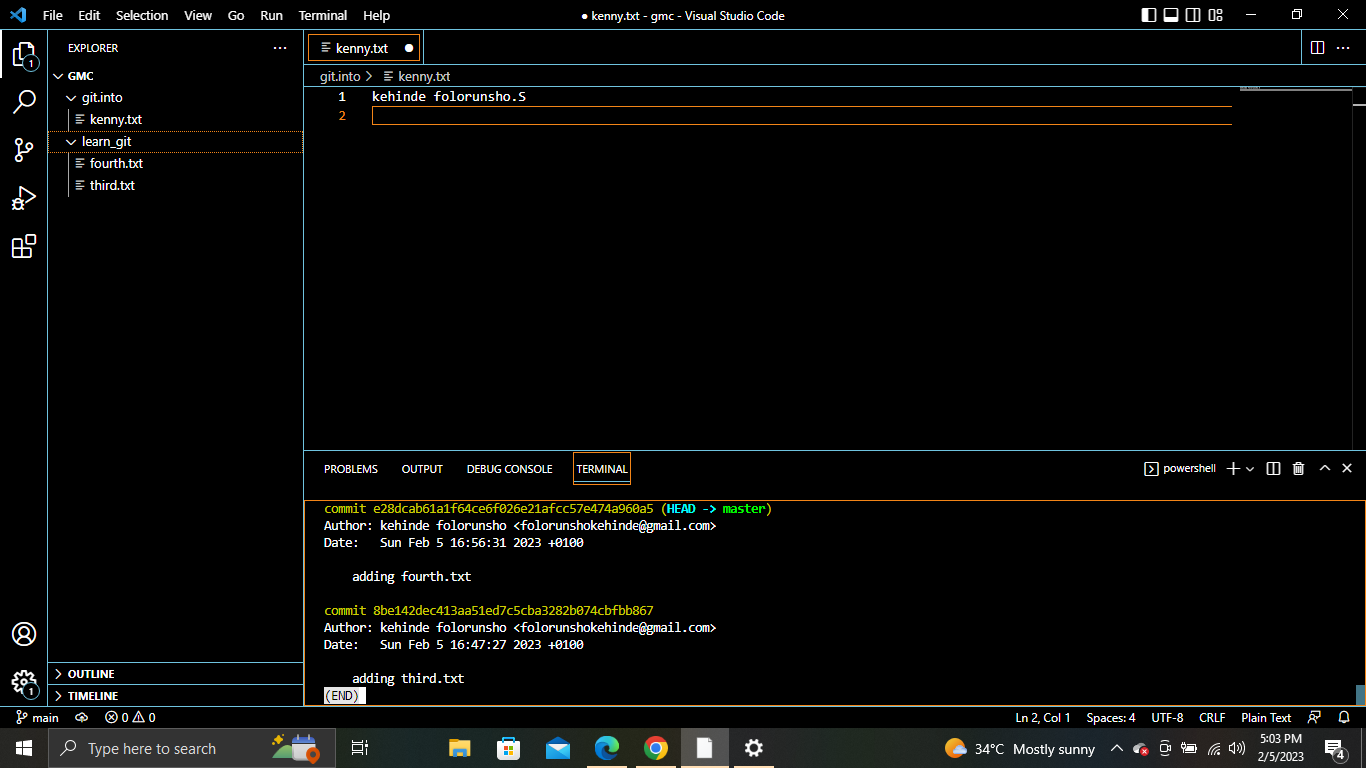 File Edit Selection View Go Run Terminal Help
● kenny.txt - gmc - Visual Studio Code
EXPLORER
GMC
git.into
kenny.txt
learn_git
fourth.txt
third.txt
OUTLINE
TIMELINE
1
1
kenny.txt
git.into > kenny.txt
1 kehinde folorunsho.S
2
PROBLEMS OUTPUT DEBUG CONSOLE TERMINAL
powershell
commit e28dcab61a1f64ce6f026e21afcc57e474a960a5 (HEAD -> master)
Author: kehinde folorunsho <folorunshokehinde@gmail.com>
Date:   Sun Feb 5 16:56:31 2023 +0100
adding fourth.txt
commit 8be142dec413aa51ed7c5cba3282b074cbfbb867
Author: kehinde folorunsho <folorunshokehinde@gmail.com>
Date:   Sun Feb 5 16:47:27 2023 +0100
adding third.txt
(END)
main 0 0
Ln 2, Col 1 Spaces: 4 UTF-8 CRLF Plain Text
Type here to search
34°C Mostly sunny
5:03 PM
2/5/2023
4